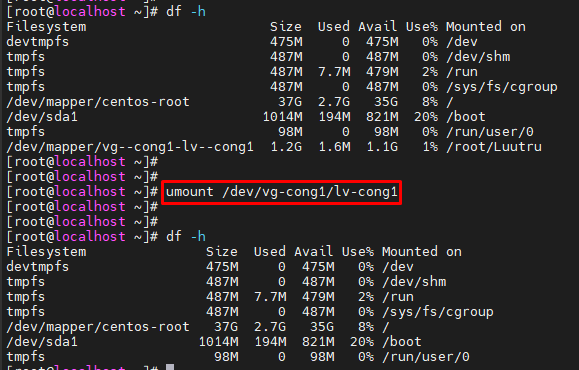 [root@localhost ~]# df -h
Filesystem                       Size  Used Avail Use% Mounted on
devtmpfs                         475M     0  475M   0% /dev
tmpfs                            487M     0  487M   0% /dev/shm
tmpfs                            487M  7.7M  479M   2% /run
tmpfs                            487M     0  487M   0% /sys/fs/cgroup
/dev/mapper/centos-root           37G  2.7G   35G   8% /
/dev/sda1                       1014M  194M  821M  20% /boot
tmpfs                             98M     0   98M   0% /run/user/0
/dev/mapper/vg--cong1-lv--cong1  1.2G  1.6M  1.1G   1% /root/Luutru
[root@localhost ~]#
[root@localhost ~]#
[root@localhost ~]# umount /dev/vg-cong1/lv-cong1
[root@localhost ~]#
[root@localhost ~]#
[root@localhost ~]# df -h
Filesystem               Size  Used Avail Use% Mounted on
devtmpfs                 475M     0  475M   0% /dev
tmpfs                    487M     0  487M   0% /dev/shm
tmpfs                    487M  7.7M  479M   2% /run
tmpfs                    487M     0  487M   0% /sys/fs/cgroup
/dev/mapper/centos-root   37G  2.7G   35G   8% /
/dev/sda1               1014M  194M  821M  20% /boot
tmpfs                     98M     0   98M   0% /run/user/0
[root@localhost ~]#